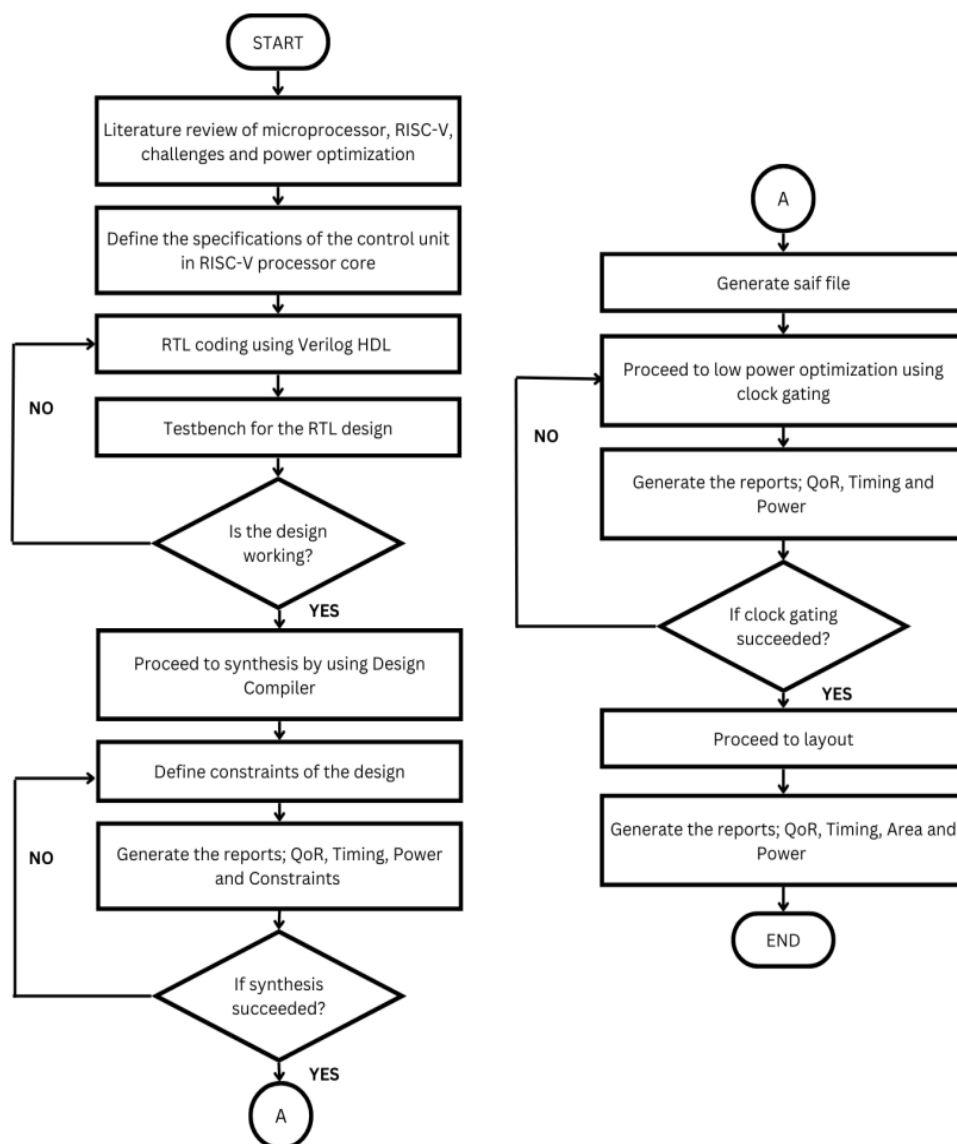 START
Literature review of microprocessor, RISC-V,
challenges and power optimization
Define the specifications of the control unit
in RISC-V processor core
RTL coding using Verilog HDL
NO
Testbench for the RTL design
Is the design
working?
YES
Proceed to synthesis by using Design
Compiler
Define constraints of the design
NO
Generate the reports; QoR, Timing, Power
and Constraints
If synthesis
succeeded?
YES
A
A
Generate saif file
Proceed to low power optimization using
clock gating
NO
Generate the reports; QoR, Timing and
Power
If clock gating
succeeded?
YES
Proceed to layout
Generate the reports; QoR, Timing, Area and
Power
END